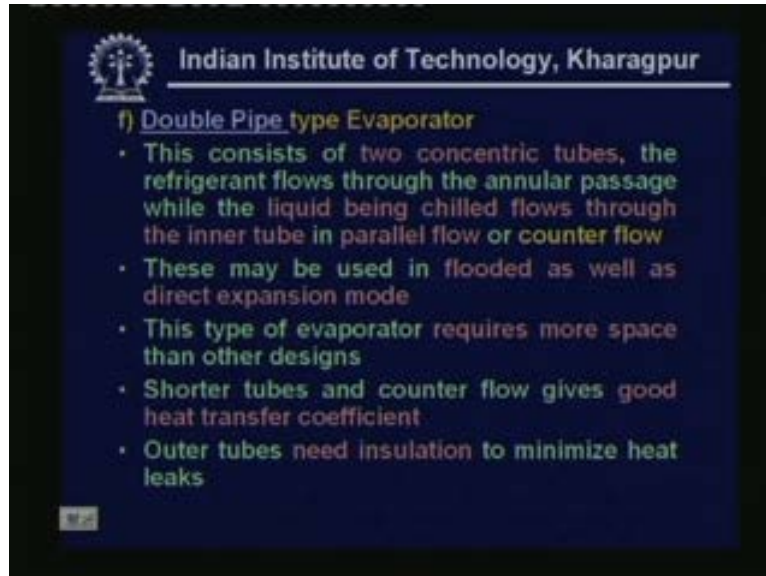 Indian Institute of Technology, Kharagpur
f) Double Pipe type Evaporator
• This consists of two concentric tubes, the
refrigerant flows through the annular passage
while the liquid being chilled flows through
the inner tube in parallel flow or counter flow
• These may be used in flooded as well as
direct expansion mode
• This type of evaporator requires more space
than other designs
• Shorter tubes and counter flow gives good
heat transfer coefficient
• Outer tubes need insulation to minimize heat
leaks